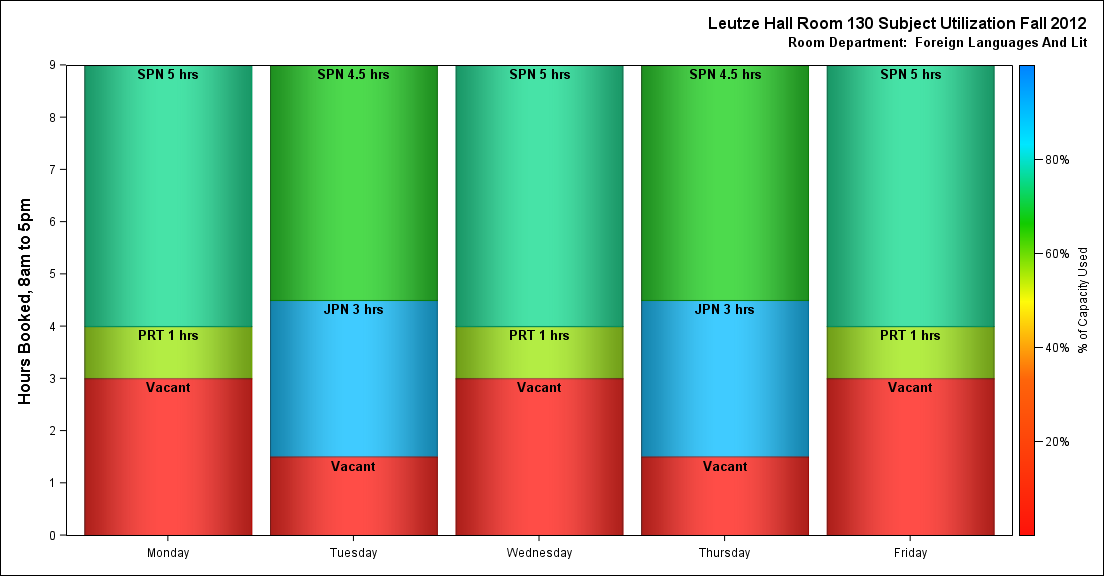 Leutze Hall Room 130 Subject Utilization Fall 2012
Room Department: Foreign Languages And Lit
Hours Booked, 8am to 5pm
9
8
7
6
5
4
3
2
1
0
SPN 5 hrs
PRT 1 hrs
Vacant
SPN 4.5 hrs
JPN 3 hrs
Vacant
SPN 5 hrs
PRT 1 hrs
Vacant
SPN 4.5 hrs
JPN 3 hrs
Vacant
SPN 5 hrs
PRT 1 hrs
Vacant
Monday Tuesday Wednesday Thursday Friday
80%
60%
40%
20%
% of Capacity Used